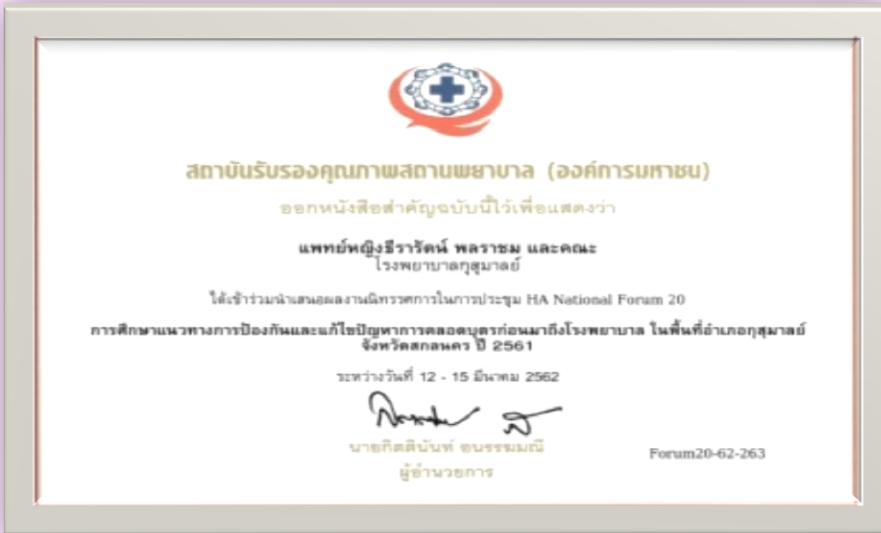 สถาบันรับรองคุณภาพสถานพยาบาล (องค์การมหาชน)
ออกหนังสือสำคัญฉบับนี้ไว้เพื่อแสดงว่า
แพทย์หญิงธีรารัตน์ พลราชม และคณะ
โรงพยาบาลกุสุมาลย์
ได้เข้าร่วมนำเสนอผลงานนิทรรศการในการประชุม HA National Forum 20
การศึกษาแนวทางการป้องกันและแก้ไขปัญหาการคลอดบุตรก่อนมาถึงโรงพยาบาล ในพื้นที่อำเภอกุสุมาลย์
จังหวัดสกลนคร ปี 2561
ระหว่างวันที่ 12 - 15 มีนาคม 2562
นายกิตตินันท์ อนรรฆมณี
ผู้อำนวยการ
Forum20-62-263